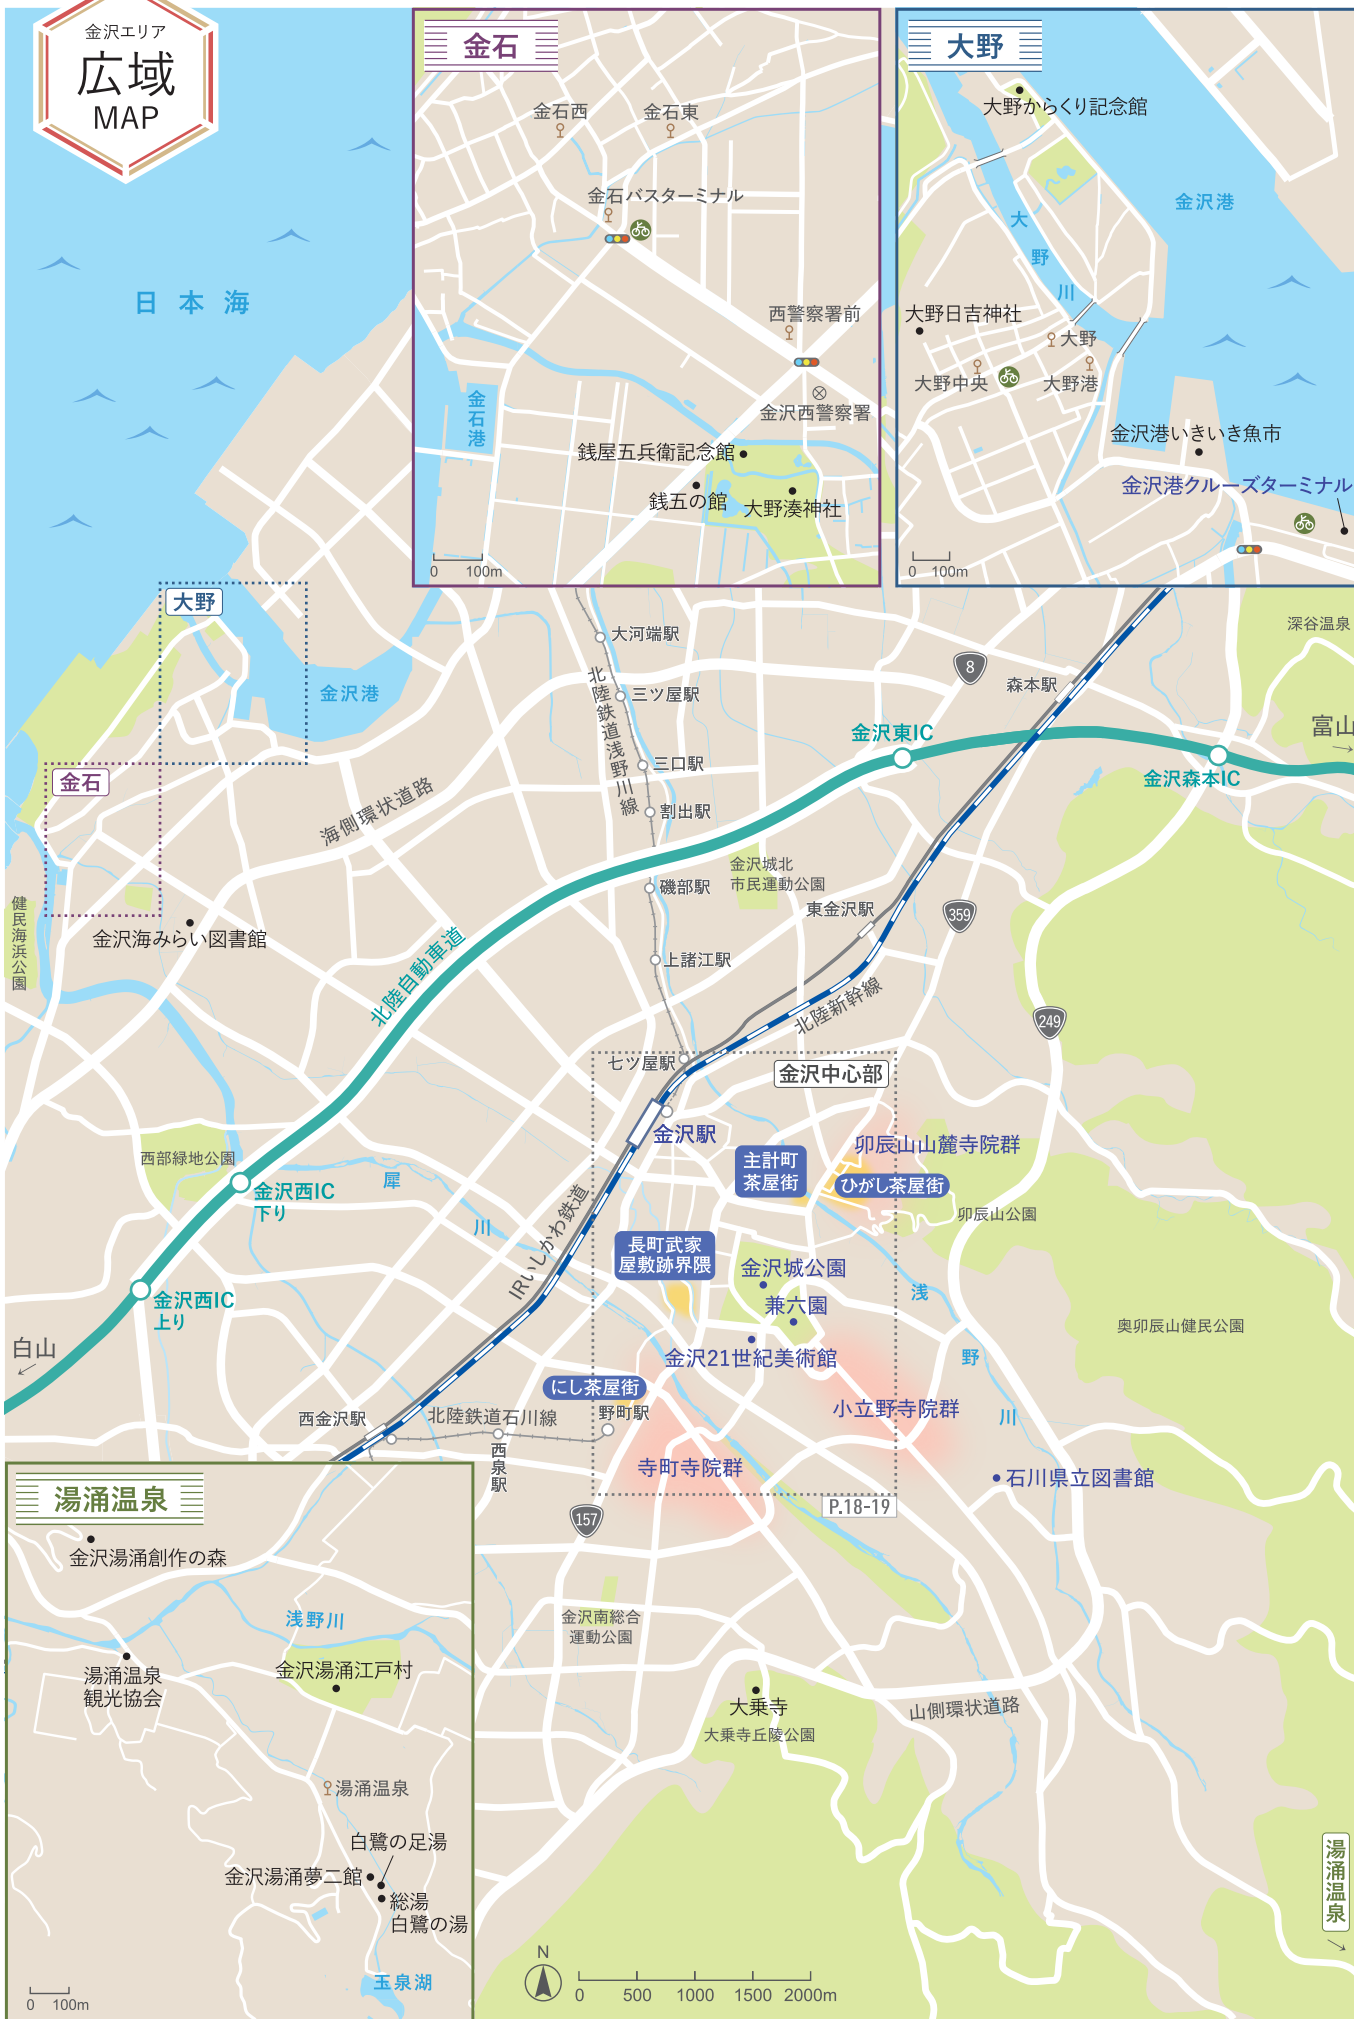 金沢エリア
広域
MAP
日本海
金石
金石西
金石東
金石バスターミナル
西警察署前
金沢西警察署
金石港
銭屋五兵衛記念館
銭五の館
大野湊神社
0 100m
大野
大野からくり記念館
金沢港
大野川
大野日吉神社
大野
大野中央
大野港
金沢港いきいき魚市
金沢港クルーズターミナル
0 100m
大野
金沢港
金石
海側環状道路
健民海浜公園
金沢海みらい図書館
北陸自動車道
大河端駅
北陸鉄道浅野川線
三ツ屋駅
三口駅
割出駅
磯部駅
上諸江駅
七ツ屋駅
8
森本駅
深谷温泉
富山
金沢東IC
金沢森本IC
金沢城北
市民運動公園
東金沢駅
359
北陸新幹線
249
金沢中心部
金沢駅
卯辰山山麓寺院群
主計町
茶屋街
ひがし茶屋街
卯辰山公園
西部緑地公園
金沢西IC
下り
犀川
IRいしかわ鉄道
長町武家
屋敷跡界隈
金沢城公園
兼六園
金沢21世紀美術館
浅野川
奥卯辰山健民公園
金沢西IC
上り
白山
にし茶屋街
野町駅
西金沢駅
北陸鉄道石川線
西泉駅
小立野寺院群
寺町寺院群
石川県立図書館
P.18-19
157
金沢南総合
運動公園
大乗寺
大乗寺丘陵公園
山側環状道路
湯涌温泉
湯涌温泉
金沢湯涌創作の森
浅野川
湯涌温泉
観光協会
金沢湯涌江戸村
湯涌温泉
白鷺の足湯
金沢湯涌夢二館
総湯
白鷺の湯
玉泉湖
0 100m
N
0 500 1000 1500 2000m